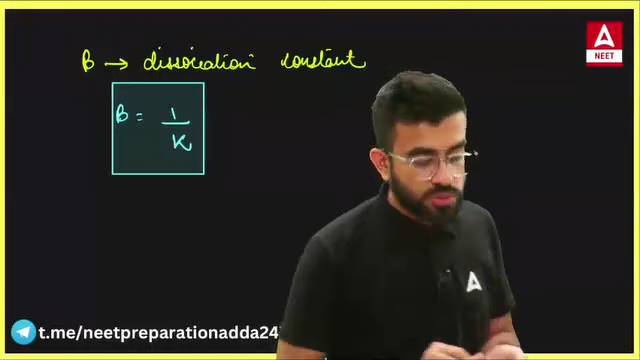 B → dissociation constant
B = 1/K
A
NEET
A
t.me/neetpreparationadda24